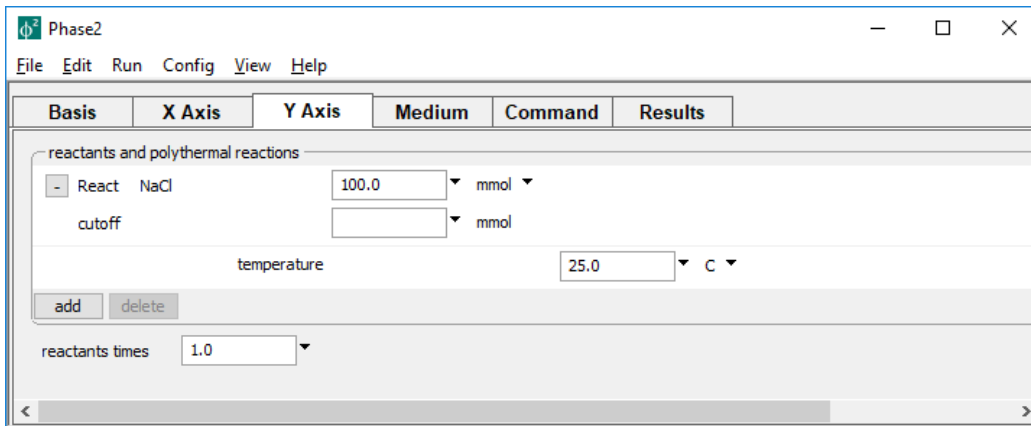 ϕ² Phase2
File Edit Run Config View Help
Basis X Axis Y Axis Medium Command Results
reactants and polythermal reactions
- React NaCl 100.0 mmol
cutoff mmol
temperature 25.0 C
add delete
reactants times 1.0